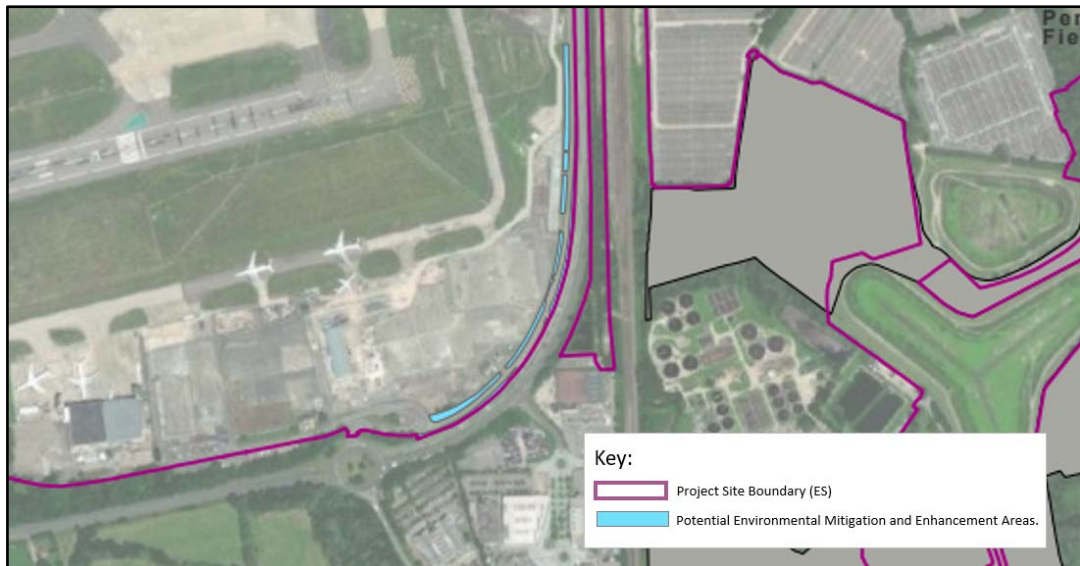 Key:
Project Site Boundary (ES)
Potential Environmental Mitigation and Enhancement Areas.